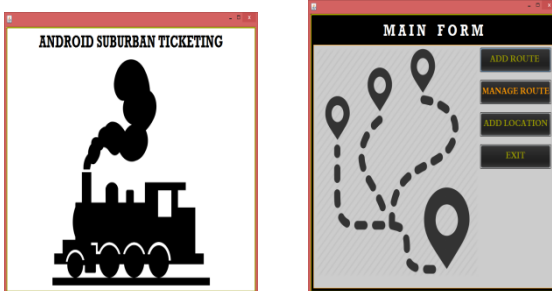 ANDROID SUBURBAN TICKETING
MAIN FORM
ADD ROUTE
MANAGE ROUTE
ADD LOCATION
EXIT